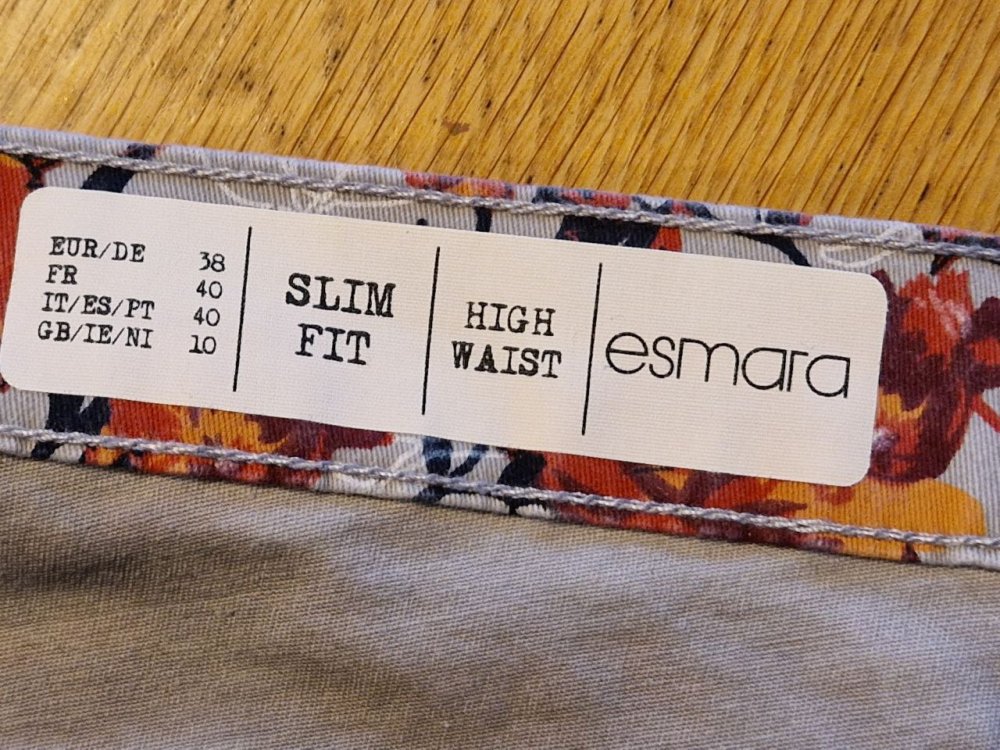 EUR/DE 38
FR 40
IT/ES/PT 40
GB/IE/NI 10
SLIM
FIT
HIGH
WAIST
esmara